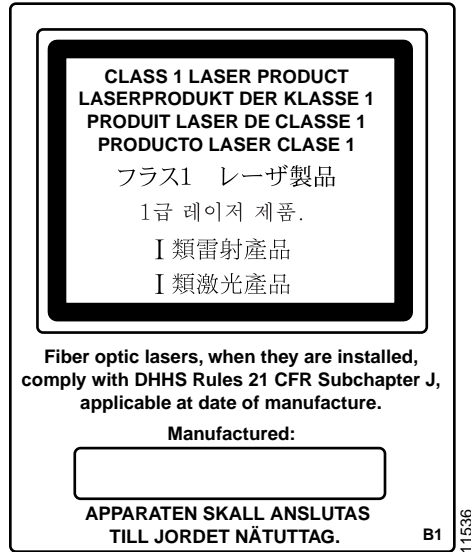 CLASS 1 LASER PRODUCT
LASERPRODUKT DER KLASSE 1
PRODUIT LASER DE CLASSE 1
PRODUCTO LASER CLASE 1
フラス1 レーザ製品
1급 레이저 제품.
I 類雷射產品
I 類激光產品
Fiber optic lasers, when they are installed,
comply with DHHS Rules 21 CFR Subchapter J,
applicable at date of manufacture.
Manufactured:
APPARATEN SKALL ANSLUTAS
TILL JORDET NÄTUTTAG.
B1
11536